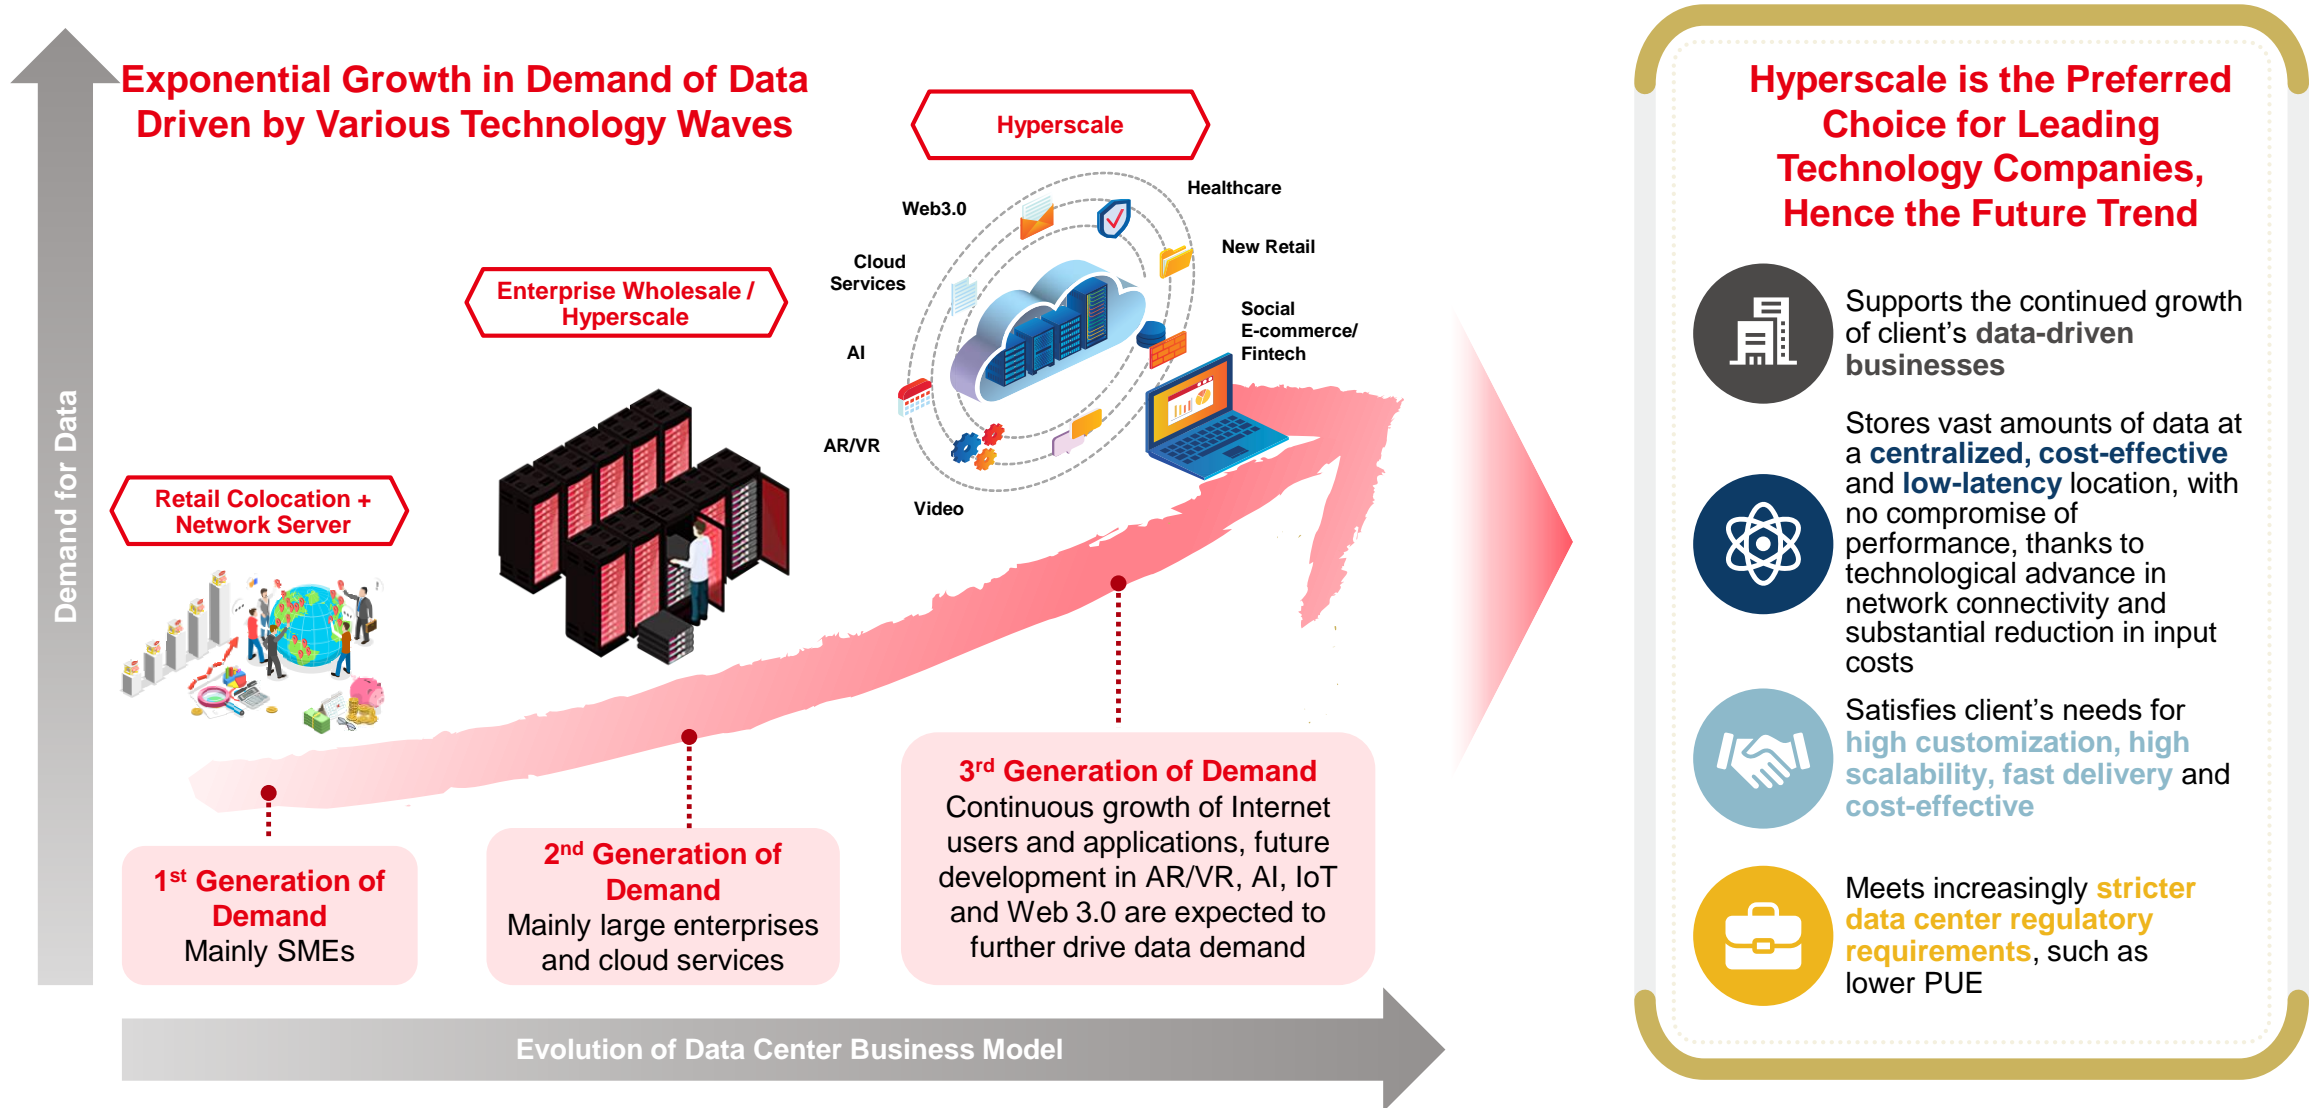 Exponential Growth in Demand of Data
Driven by Various Technology Waves
Demand for Data
Retail Colocation +
Network Server
Enterprise Wholesale /
Hyperscale
Hyperscale
Web3.0
Cloud
Services
AI
AR/VR
Video
Healthcare
New Retail
Social
E-commerce/
Fintech
1st Generation of
Demand
Mainly SMEs
2nd Generation of
Demand
Mainly large enterprises
and cloud services
3rd Generation of Demand
Continuous growth of Internet
users and applications, future
development in AR/VR, AI, IoT
and Web 3.0 are expected to
further drive data demand
Evolution of Data Center Business Model
Hyperscale is the Preferred
Choice for Leading
Technology Companies,
Hence the Future Trend
Supports the continued growth
of client’s data-driven
businesses
Stores vast amounts of data at
a centralized, cost-effective
and low-latency location, with
no compromise of
performance, thanks to
technological advance in
network connectivity and
substantial reduction in input
costs
Satisfies client’s needs for
high customization, high
scalability, fast delivery and
cost-effective
Meets increasingly stricter
data center regulatory
requirements, such as
lower PUE